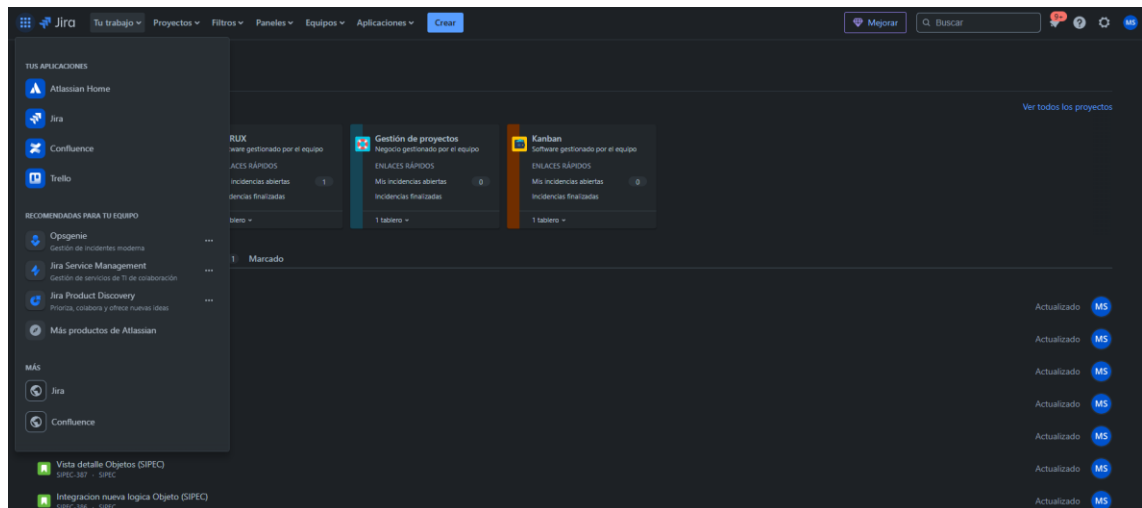 Jira Tu trabajo Proyectos Filtros Paneles Equipos Aplicaciones Crear Mejorar Buscar 9+ MS
TUS APLICACIONES
Atlassian Home
Jira
Confluence
Trello
RECOMENDADAS PARA TU EQUIPO
Opsgenie
Gestión de incidentes moderna
Jira Service Management
Gestión de servicios de TI de colaboración
Jira Product Discovery
Prioriza, colabora y ofrece nuevas ideas
Más productos de Atlassian
MÁS
Jira
Confluence
Ver todos los proyectos
RUX
ware gestionado por el equipo
ACES RÁPIDOS
incidencias abiertas 1
dencias finalizadas
blero
Gestión de proyectos
Negocio gestionado por el equipo
ENLACES RÁPIDOS
Mis incidencias abiertas 0
Incidencias finalizadas
1 tablero
Kanban
Software gestionado por el equipo
ENLACES RÁPIDOS
Mis incidencias abiertas 0
Incidencias finalizadas
1 tablero
1 Marcado
Actualizado MS
Actualizado MS
Actualizado MS
Actualizado MS
Actualizado MS
Vista detalle Objetos (SIPEC)
SIPEC-387 · SIPEC
Actualizado MS
Integracion nueva logica Objeto (SIPEC)
SIPEC-386 · SIPEC
Actualizado MS